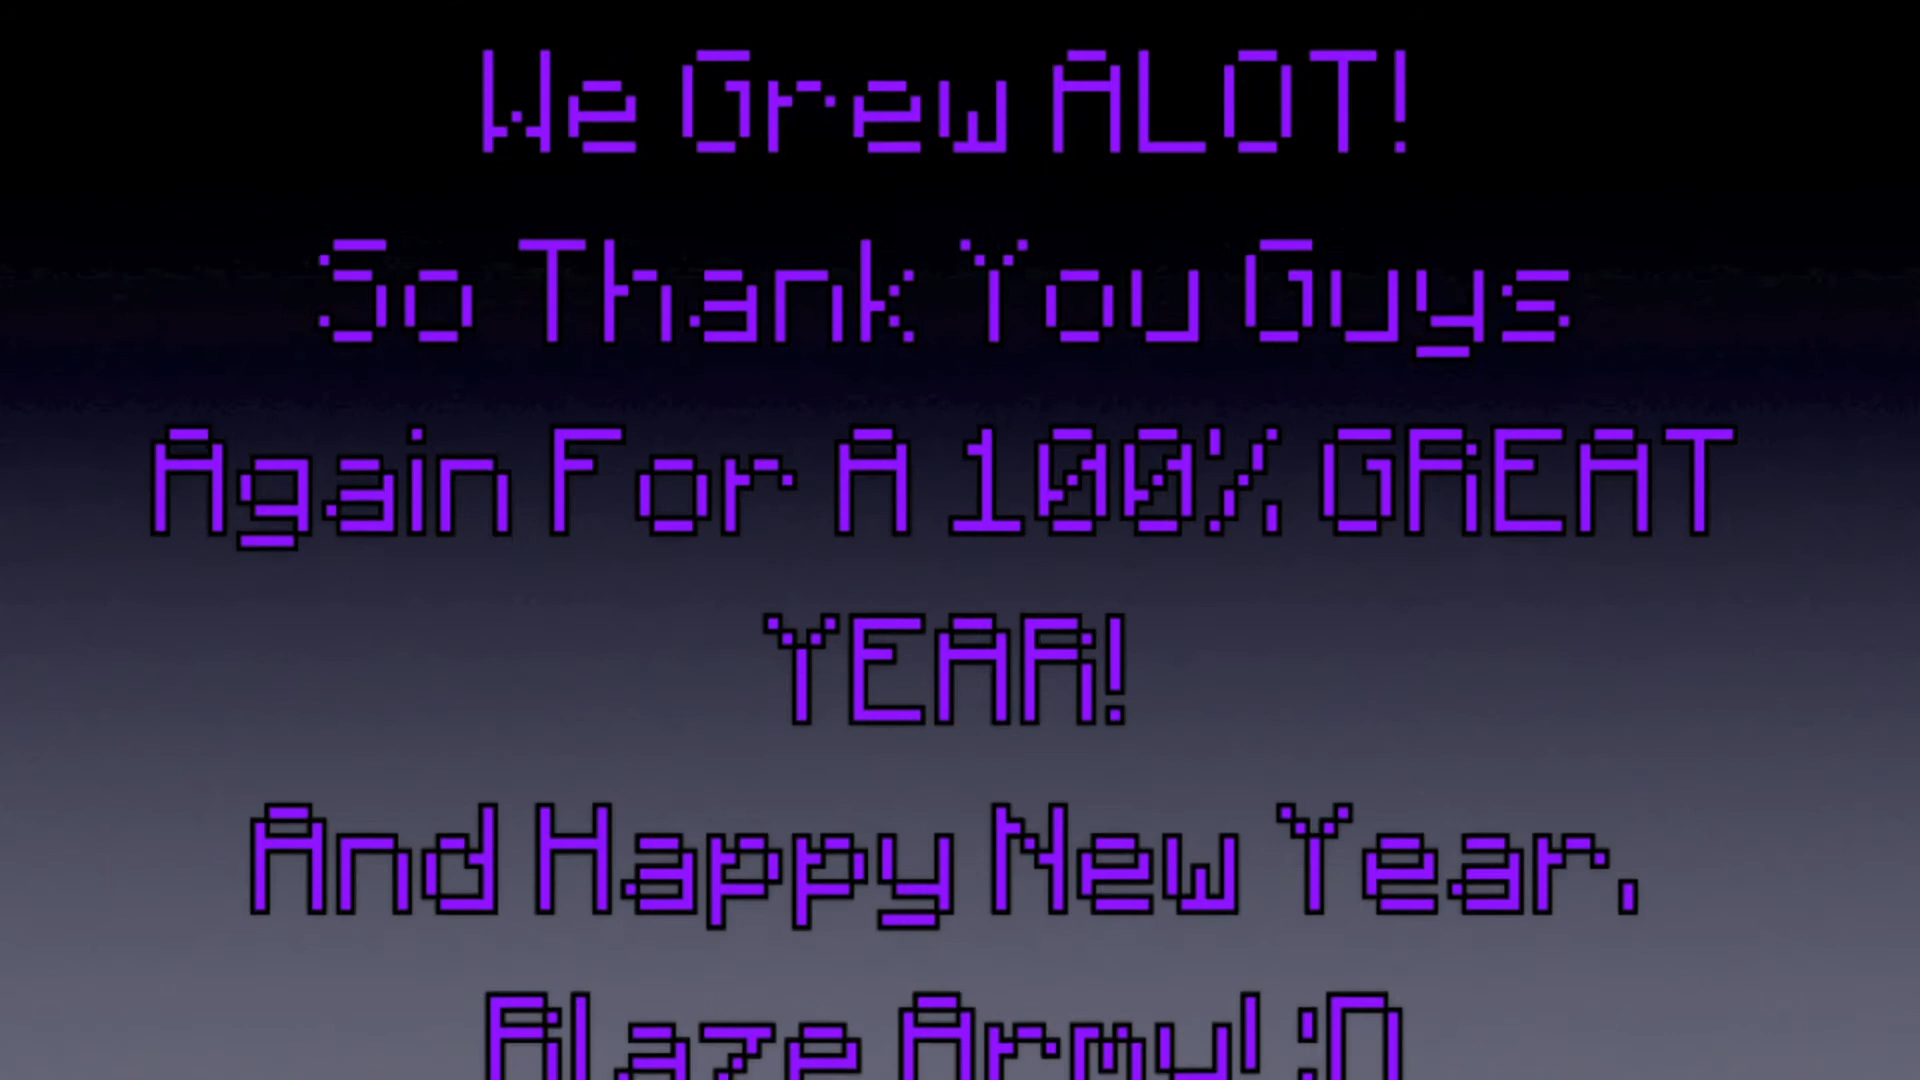 We Grew ALOT!
So Thank You Guys
Again For A 100% GREAT
YEAR!
And Happy New Year,
Blaze Army! :D